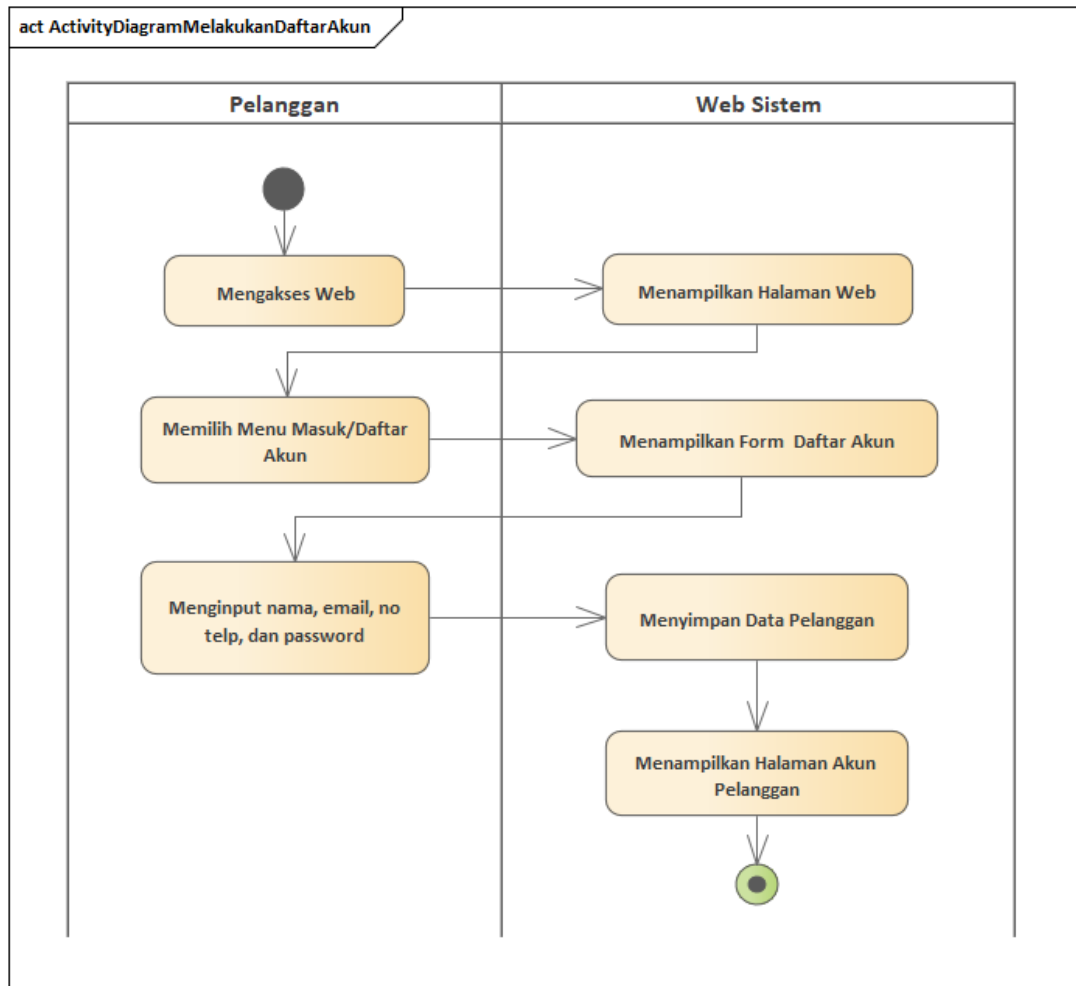 act ActivityDiagramMelakukanDaftarAkun
Pelanggan
Web Sistem
Mengakses Web
Menampilkan Halaman Web
Memilih Menu Masuk/Daftar
Akun
Menampilkan Form  Daftar Akun
Menginput nama, email, no
telp, dan password
Menyimpan Data Pelanggan
Menampilkan Halaman Akun
Pelanggan